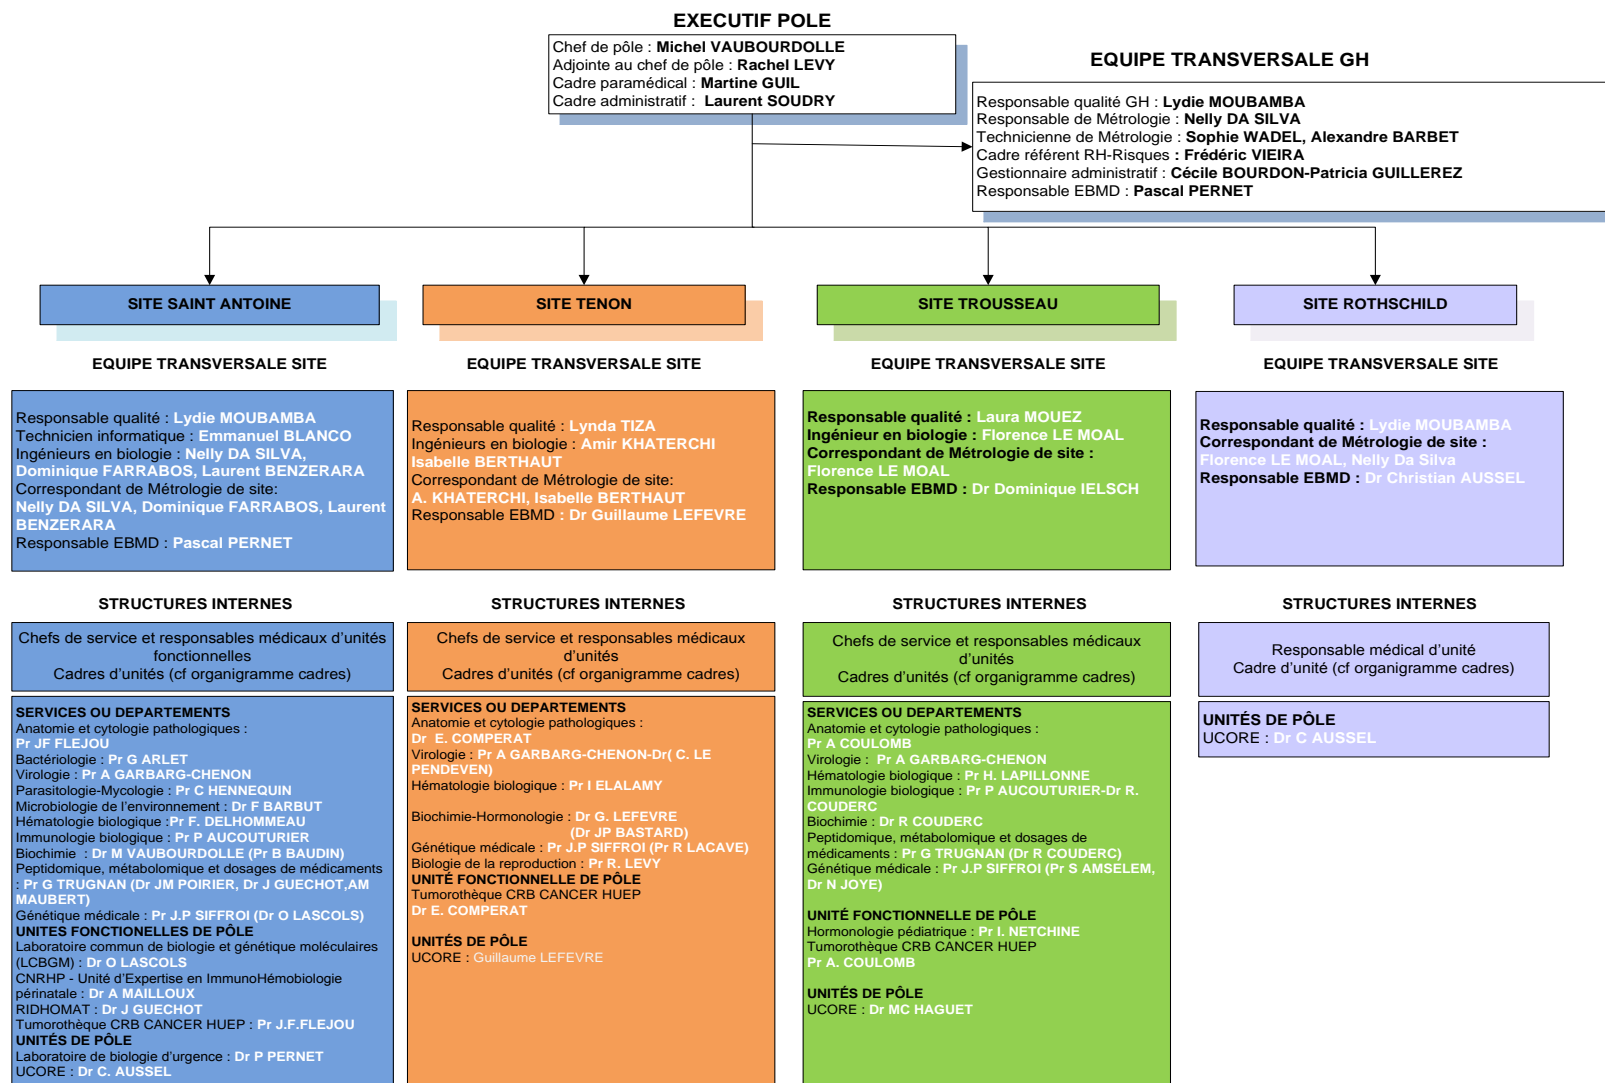 EXECUTIF POLE
Chef de pôle : Michel VAUBOURDOLLE
Adjointe au chef de pôle : Rachel LEVY
Cadre paramédical : Martine GUIL
Cadre administratif : Laurent SOUDRY
EQUIPE TRANSVERSALE GH
Responsable qualité GH : Lydie MOUBAMBA
Responsable de Métrologie : Nelly DA SILVA
Technicienne de Métrologie : Sophie WADEL, Alexandre BARBET
Cadre référent RH-Risques : Frédéric VIEIRA
Gestionnaire administratif : Cécile BOURDON-Patricia GUILLEREZ
Responsable EBMD : Pascal PERNET
SITE SAINT ANTOINE
EQUIPE TRANSVERSALE SITE
Responsable qualité : Lydie MOUBAMBA
Technicien informatique : Emmanuel BLANCO
Ingénieurs en biologie : Nelly DA SILVA,
Dominique FARRABOS, Laurent BENZERARA
Correspondant de Métrologie de site:
Nelly DA SILVA, Dominique FARRABOS, Laurent
BENZERARA
Responsable EBMD : Pascal PERNET
STRUCTURES INTERNES
Chefs de service et responsables médicaux d'unités
fonctionnelles
Cadres d'unités (cf organigramme cadres)
SERVICES OU DEPARTEMENTS
Anatomie et cytologie pathologiques :
Pr JF FLEJOU
Bactériologie : Pr G ARLET
Virologie : Pr A GARBARG-CHENON
Parasitologie-Mycologie : Pr C HENNEQUIN
Microbiologie de l'environnement : Dr F BARBUT
Hématologie biologique :Pr F. DELHOMMEAU
Immunologie biologique : Pr P AUCOUTURIER
Biochimie : Dr M VAUBOURDOLLE (Pr B BAUDIN)
Peptidomique, métabolomique et dosages de médicaments
: Pr G TRUGNAN (Dr JM POIRIER, Dr J GUECHOT,AM
MAUBERT)
Génétique médicale : Pr J.P SIFFROI (Dr O LASCOLS)
UNITES FONCTIONELLES DE PÔLE
Laboratoire commun de biologie et génétique moléculaires
(LCBGM) : Dr O LASCOLS
CNRHP - Unité d'Expertise en ImmunoHémobiologie
périnatale : Dr A MAILLOUX
RIDHOMAT : Dr J GUECHOT
Tumorothèque CRB CANCER HUEP : Pr J.F.FLEJOU
UNITÉS DE PÔLE
Laboratoire de biologie d'urgence : Dr P PERNET
UCORE : Dr C. AUSSEL
SITE TENON
EQUIPE TRANSVERSALE SITE
Responsable qualité : Lynda TIZA
Ingénieurs en biologie : Amir KHATERCHI
Isabelle BERTHAUT
Correspondant de Métrologie de site:
A. KHATERCHI, Isabelle BERTHAUT
Responsable EBMD : Dr Guillaume LEFEVRE
STRUCTURES INTERNES
Chefs de service et responsables médicaux
d'unités
Cadres d'unités (cf organigramme cadres)
SERVICES OU DEPARTEMENTS
Anatomie et cytologie pathologiques :
Dr  E. COMPERAT
Virologie : Pr A GARBARG-CHENON-Dr( C. LE
PENDEVEN)
Hématologie biologique : Pr I ELALAMY
Biochimie-Hormonologie : Dr G. LEFEVRE
(Dr JP BASTARD)
Génétique médicale : Pr J.P SIFFROI (Pr R LACAVE)
Biologie de la reproduction : Pr R. LEVY
UNITÉ FONCTIONNELLE DE PÔLE
Tumorothèque CRB CANCER HUEP
Dr E. COMPERAT
UNITÉS DE PÔLE
UCORE : Guillaume LEFEVRE
SITE TROUSSEAU
EQUIPE TRANSVERSALE SITE
Responsable qualité : Laura MOUEZ
Ingénieur en biologie : Florence LE MOAL
Correspondant de Métrologie de site :
Florence LE MOAL
Responsable EBMD : Dr Dominique IELSCH
STRUCTURES INTERNES
Chefs de service et responsables médicaux
d'unités
Cadres d'unités (cf organigramme cadres)
SERVICES OU DEPARTEMENTS
Anatomie et cytologie pathologiques :
Pr A COULOMB
Virologie : Pr A GARBARG-CHENON
Hématologie biologique : Pr H. LAPILLONNE
Immunologie biologique : Pr P AUCOUTURIER-Dr R.
COUDERC
Biochimie : Dr R COUDERC
Peptidomique, métabolomique et dosages de
médicaments : Pr G TRUGNAN (Dr R COUDERC)
Génétique médicale : Pr J.P SIFFROI (Pr S AMSELEM,
Dr N JOYE)
UNITÉ FONCTIONNELLE DE PÔLE
Hormonologie pédiatrique : Pr I. NETCHINE
Tumorothèque CRB CANCER HUEP
Pr A. COULOMB
UNITÉS DE PÔLE
UCORE : Dr MC HAGUET
SITE ROTHSCHILD
EQUIPE TRANSVERSALE SITE
Responsable qualité : Lydie MOUBAMBA
Correspondant de Métrologie de site :
Florence LE MOAL, Nelly Da Silva
Responsable EBMD : Dr Christian AUSSEL
STRUCTURES INTERNES
Responsable médical d'unité
Cadre d'unité (cf organigramme cadres)
UNITÉS DE PÔLE
UCORE : Dr C AUSSEL